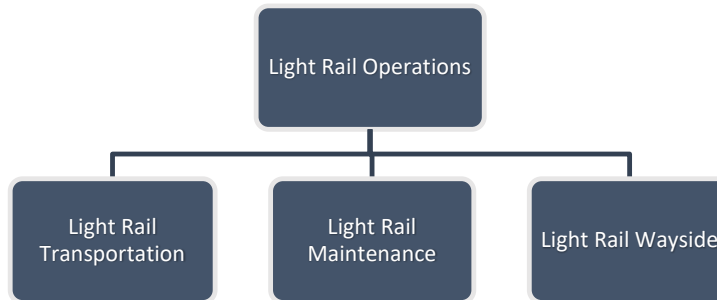 Light Rail Operations
Light Rail
Transportation
Light Rail
Maintenance
Light Rail Wayside